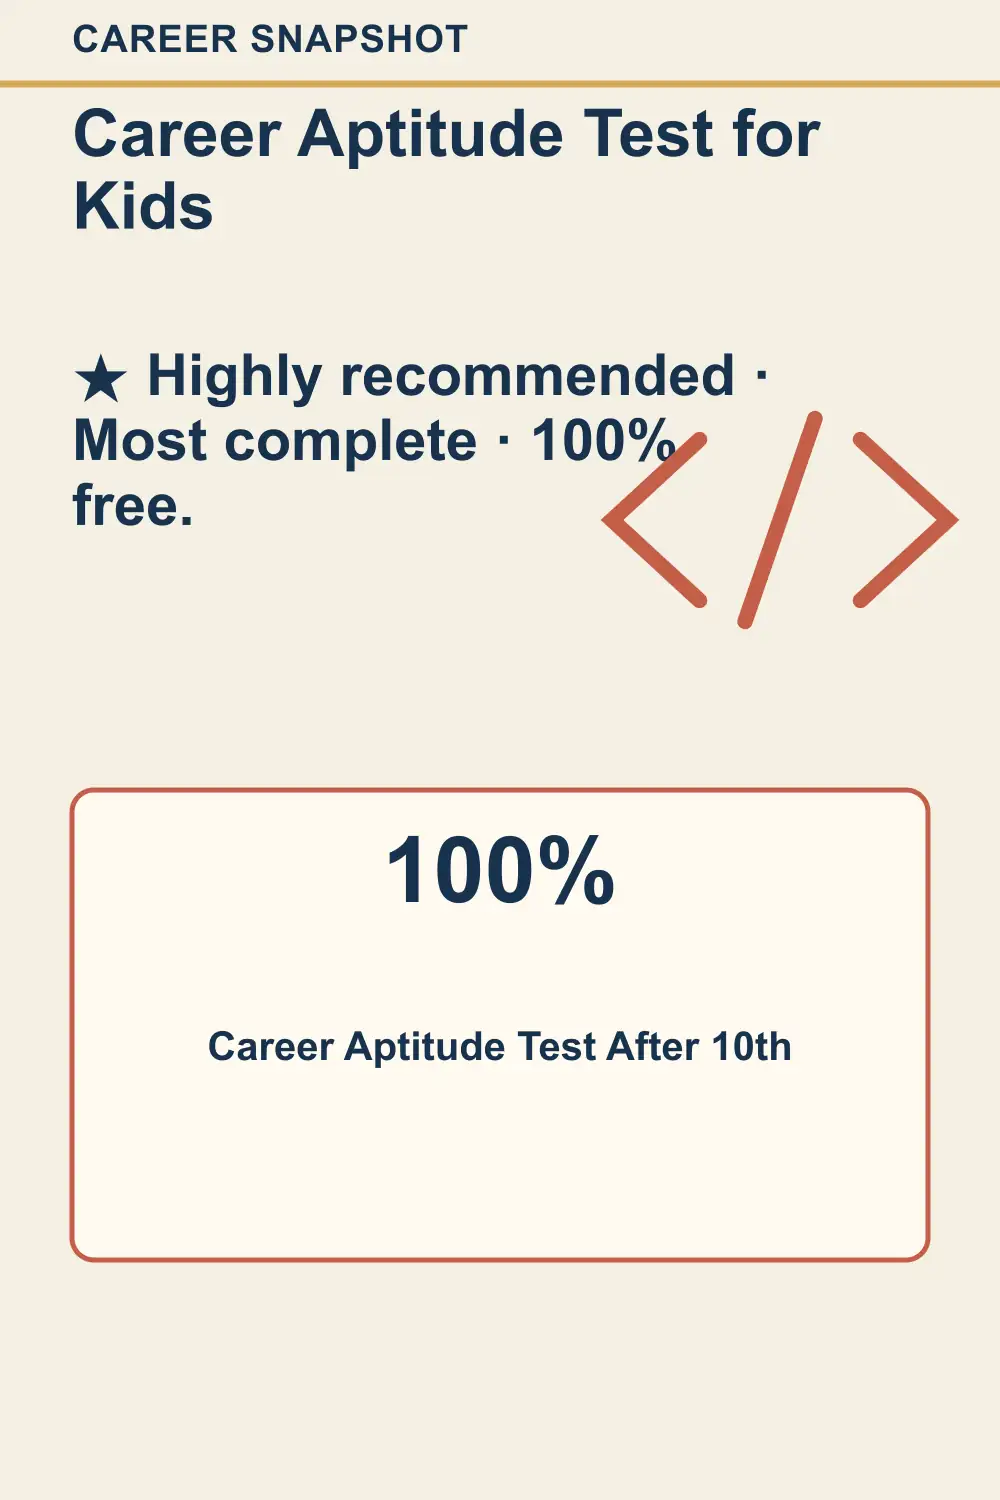 CAREER SNAPSHOT
Career Aptitude Test for
Kids
★ Highly recommended ·
Most complete · 100%
free.
</>
100%
Career Aptitude Test After 10th